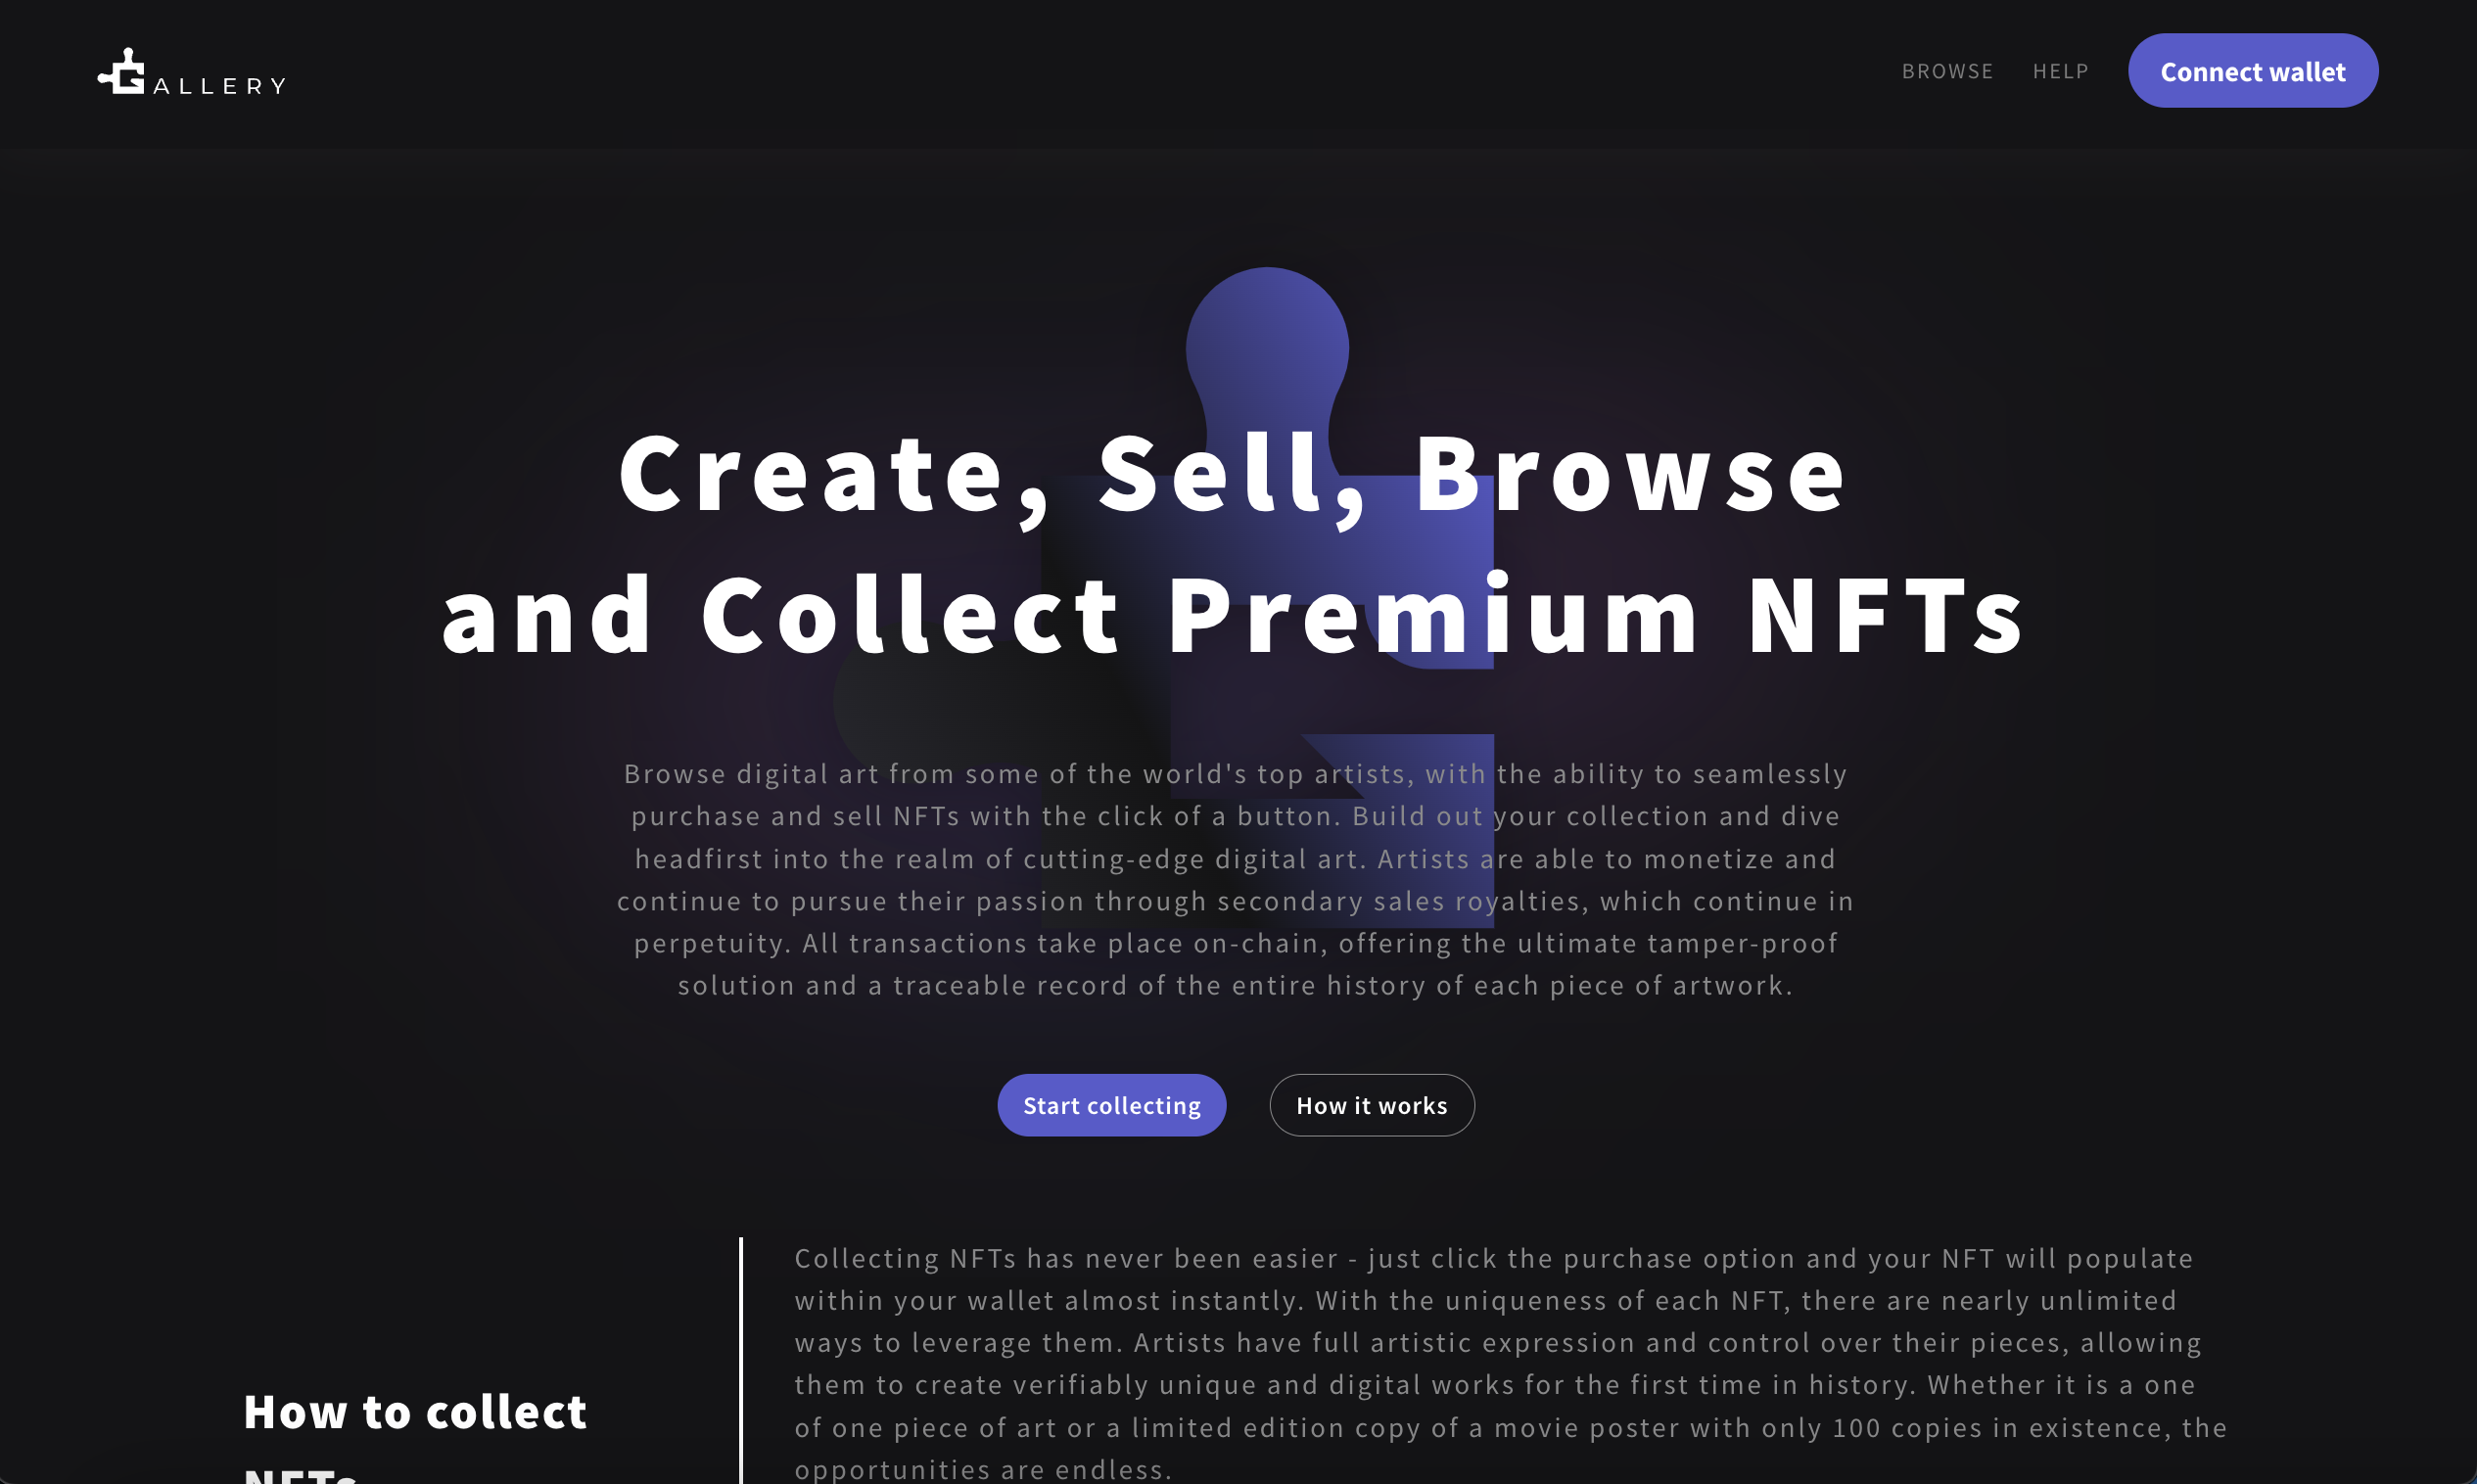 GALLERY
BROWSE
HELP
Connect wallet
Create, Sell, Browse
and Collect Premium NFTs
Browse digital art from some of the world's top artists, with the ability to seamlessly
purchase and sell NFTs with the click of a button. Build out your collection and dive
headfirst into the realm of cutting-edge digital art. Artists are able to monetize and
continue to pursue their passion through secondary sales royalties, which continue in
perpetuity. All transactions take place on-chain, offering the ultimate tamper-proof
solution and a traceable record of the entire history of each piece of artwork.
Start collecting
How it works
How to collect
NFTs
Collecting NFTs has never been easier - just click the purchase option and your NFT will populate
within your wallet almost instantly. With the uniqueness of each NFT, there are nearly unlimited
ways to leverage them. Artists have full artistic expression and control over their pieces, allowing
them to create verifiably unique and digital works for the first time in history. Whether it is a one
of one piece of art or a limited edition copy of a movie poster with only 100 copies in existence, the
opportunities are endless.